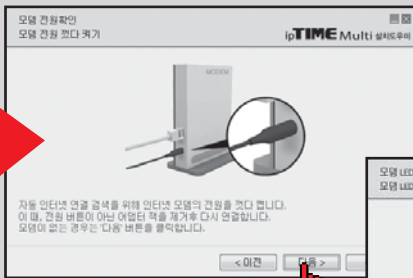 모뎀 전원확인
모뎀 전원 껐다 켜기
ipTIME Multi 설치도우미
MODEM
자동 인터넷 연결 검색을 위해 인터넷 모뎀의 전원을 껐다 켭니다.
이 때, 전원 버튼이 아닌 어댑터 잭을 제거후 다시 연결합니다.
모뎀이 없는 경우는 '다음' 버튼을 클릭합니다.
< 이전
다음 >
모뎀 LED
모뎀 LED